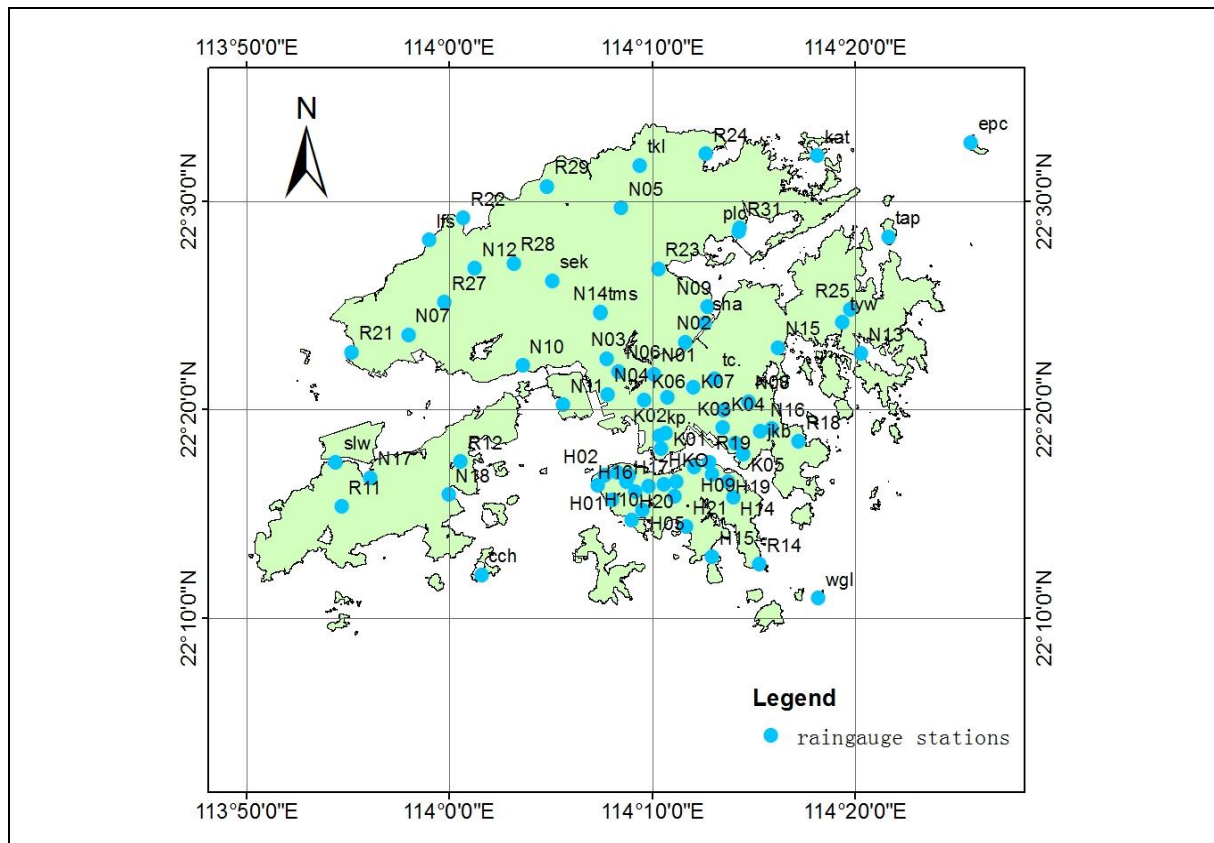 113°50'0"E 114°0'0"E 114°10'0"E 114°20'0"E
N
epc
R24 kat
tkl
R29
N05
22°30'0"N 22°30'0"N
R22 R31
plc tap
lfs
N12 R28 R23
sek
R27 N09 R25
N14tms sha tyw
N07 N02
R21 N03 N15 N13
N10 N06 N01 tc.
N11 N04 K06 K07
22°20'0"N 22°20'0"N
K02kp K03 K04 N16
K01 R19 jkb R18
slw R12 H02 HKO K05
N17 H16 H17
R11 N18 H01 H10 H20 H09 H19
H05 H21 H14
H15 R14
cch wgl
22°10'0"N 22°10'0"N
Legend
raingauge stations
113°50'0"E 114°0'0"E 114°10'0"E 114°20'0"E